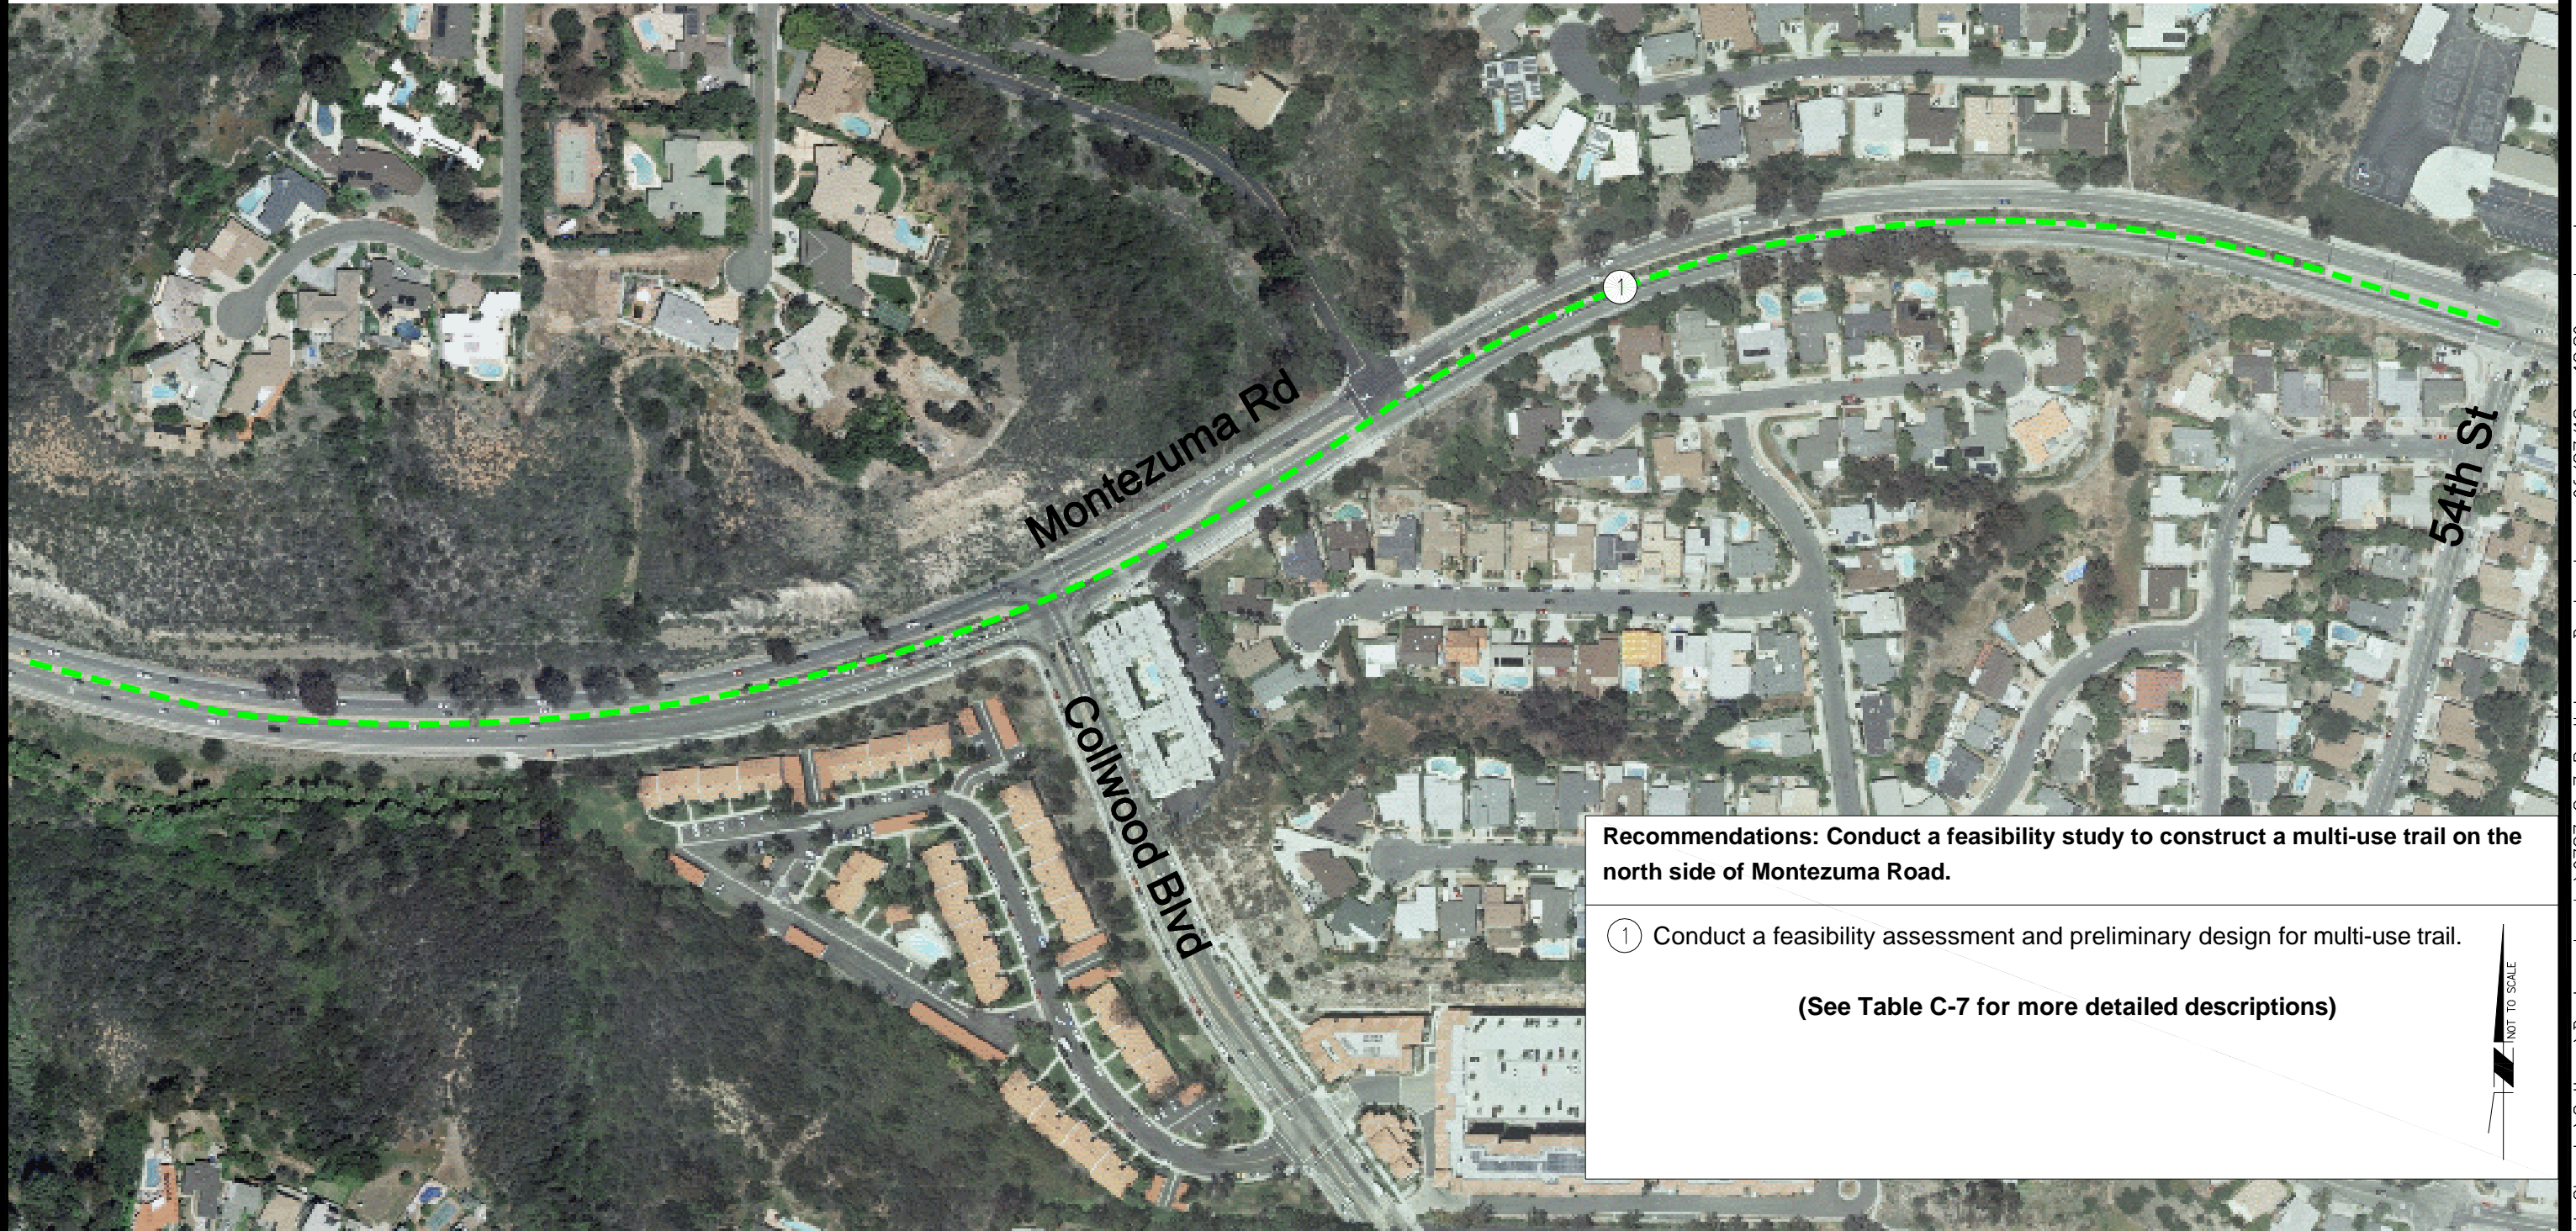 1
Montezuma Rd
54th St
Collwood Blvd
Recommendations: Conduct a feasibility study to construct a multi-use trail on the
north side of Montezuma Road.
1 Conduct a feasibility assessment and preliminary design for multi-use trail.
(See Table C-7 for more detailed descriptions)
NOT TO SCALE